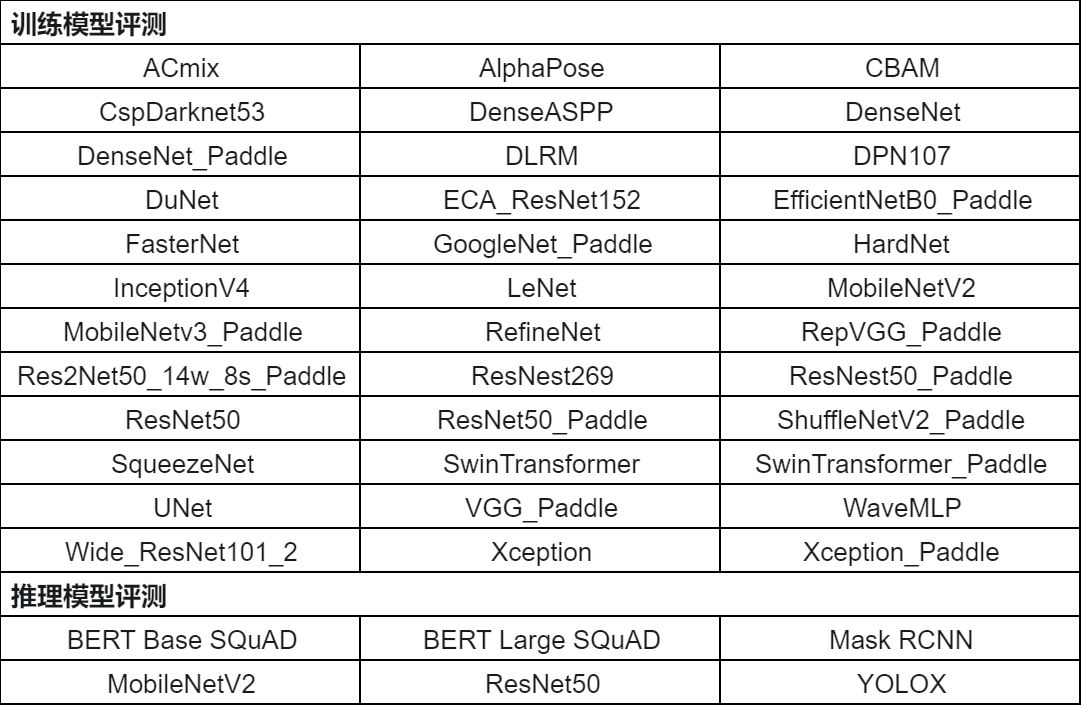 训练模型评测
ACmix AlphaPose CBAM
CspDarknet53 DenseASPP DenseNet
DenseNet_Paddle DLRM DPN107
DuNet ECA_ResNet152 EfficientNetB0_Paddle
FasterNet GoogleNet_Paddle HardNet
InceptionV4 LeNet MobileNetV2
MobileNetv3_Paddle RefineNet RepVGG_Paddle
Res2Net50_14w_8s_Paddle ResNest269 ResNest50_Paddle
ResNet50 ResNet50_Paddle ShuffleNetV2_Paddle
SqueezeNet SwinTransformer SwinTransformer_Paddle
UNet VGG_Paddle WaveMLP
Wide_ResNet101_2 Xception Xception_Paddle
推理模型评测
BERT Base SQuAD BERT Large SQuAD Mask RCNN
MobileNetV2 ResNet50 YOLOX